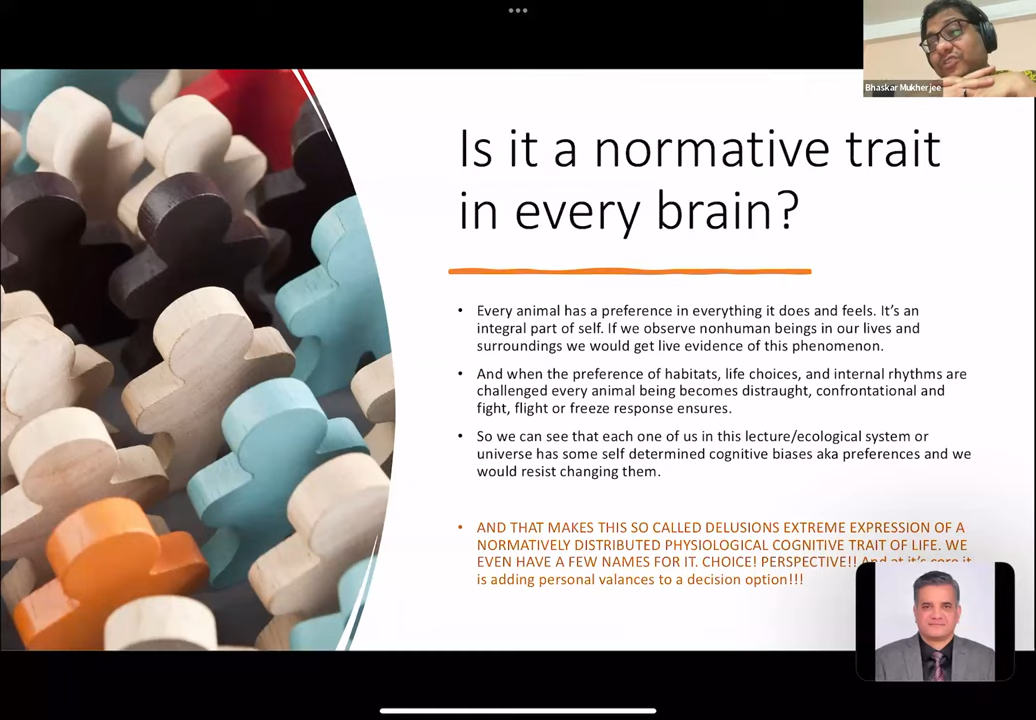 Bhaskar Mukherjee
Is it a normative trait
in every brain?
• Every animal has a preference in everything it does and feels. It's an
integral part of self. If we observe nonhuman beings in our lives and
surroundings we would get live evidence of this phenomenon.
• And when the preference of habitats, life choices, and internal rhythms are
challenged every animal being becomes distraught, confrontational and
fight, flight or freeze response ensures.
• So we can see that each one of us in this lecture/ecological system or
universe has some self determined cognitive biases aka preferences and we
would resist changing them.
• AND THAT MAKES THIS SO CALLED DELUSIONS EXTREME EXPRESSION OF A
NORMATIVELY DISTRIBUTED PHYSIOLOGICAL COGNITIVE TRAIT OF LIFE. WE
EVEN HAVE A FEW NAMES FOR IT. CHOICE! PERSPECTIVE!! And at it's core it
is adding personal valances to a decision option!!!